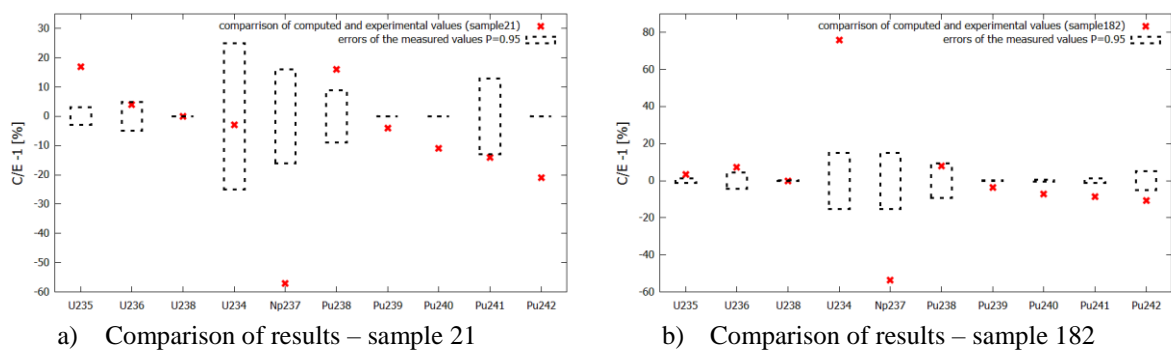 comparrison of computed and experimental values (sample21)
errors of the measured values P=0.95
C/E -1 [%]
30
20
10
0
-10
-20
-30
-40
-50
-60
U235 U236 U238 U234 Np237 Pu238 Pu239 Pu240 Pu241 Pu242
a) Comparison of results – sample 21
comparrison of computed and experimental values (sample182)
errors of the measured values P=0.95
C/E -1 [%]
80
60
40
20
0
-20
-40
-60
U235 U236 U238 U234 Np237 Pu238 Pu239 Pu240 Pu241 Pu242
b) Comparison of results – sample 182